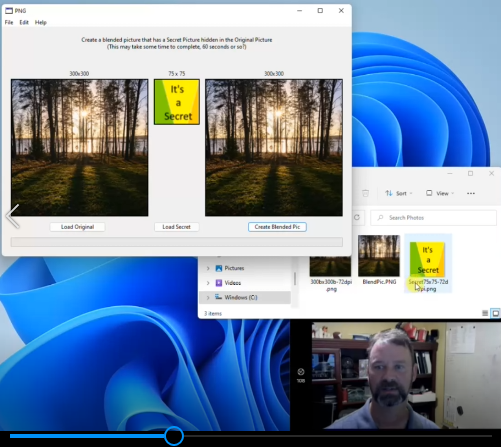 PNG
File Edit Help
Create a blended picture that has a Secret Picture hidden in the Original Picture
(This may take some time to complete, 60 seconds or so?)
300x300 75 x 75 300x300
It's
a
Secret
Load Original Load Secret Create Blended Pic
Sort View
Search Photos
Pictures
Videos
Windows (C:)
It's
a
Secret
300bx300b-72dpi
.png
BlendPic.PNG
Secret75x75-72d
pi.png
3 items
108